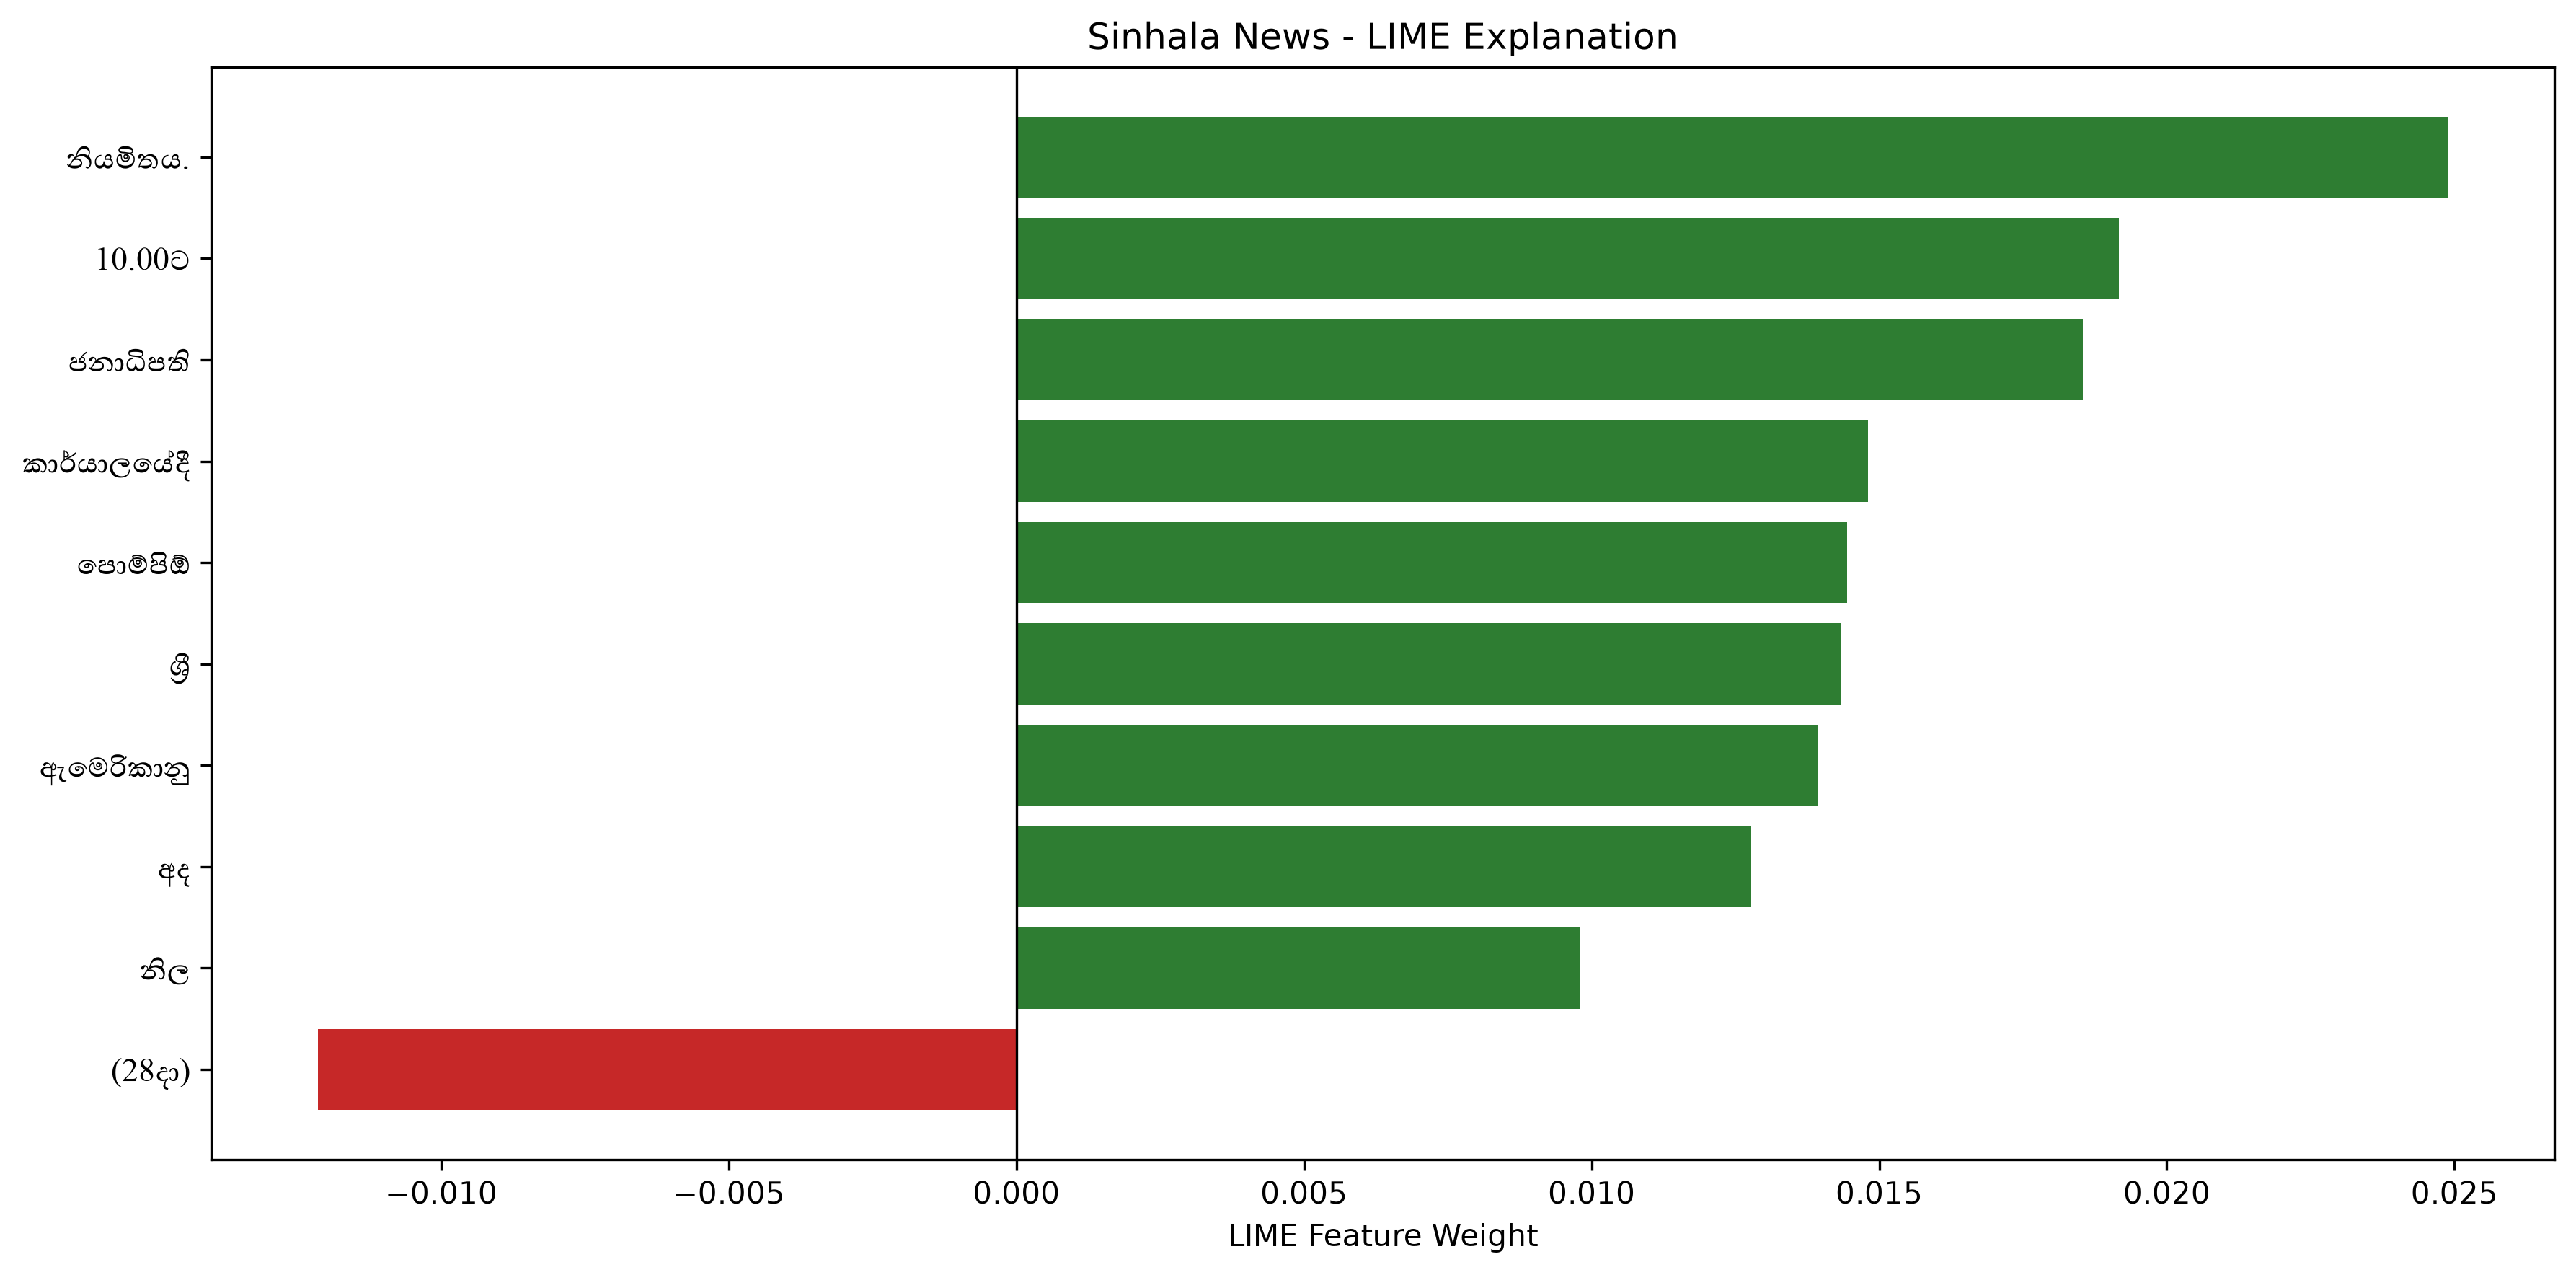 Sinhala News - LIME Explanation
නියමිතය.
10.00ට
ජනාධිපති
කාර්යාලයේදී
පොම්පිඕ
ශ්‍රී
ඇමෙරිකානු
අද
නිල
(28දා)
−0.010 −0.005 0.000 0.005 0.010 0.015 0.020 0.025
LIME Feature Weight